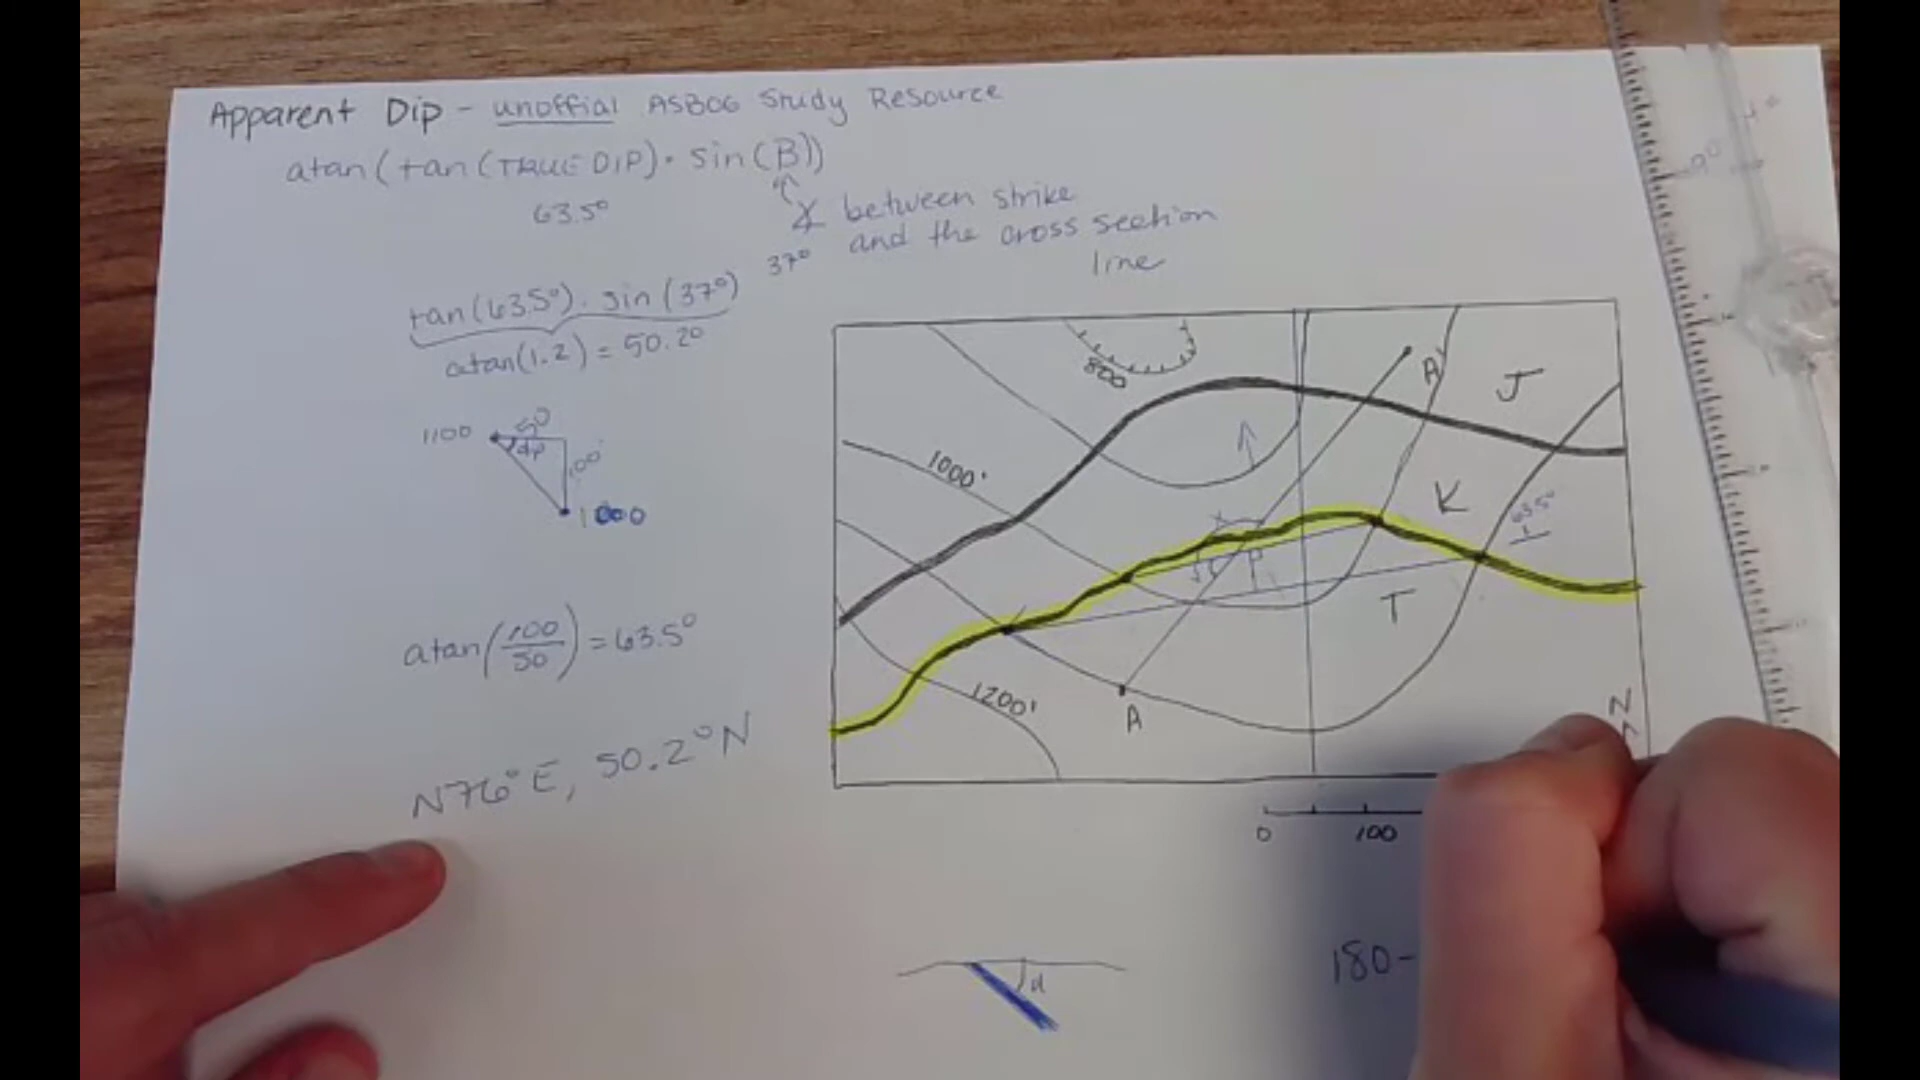 Apparent Dip - unoffial ASBOG Study Resource
atan(tan(TRUE DIP) · sin(B))
63.5°
∡ between strike
and the cross section
line
37°
tan(63.5°) · sin(37°)
atan(1.2) = 50.2°
1100
50
dip
100'
1000
atan(100/50) = 63.5°
N76°E, 50.2°N
800
1000'
1200'
A'
J
K
T
63.5°
A
N
0 100
d
180-